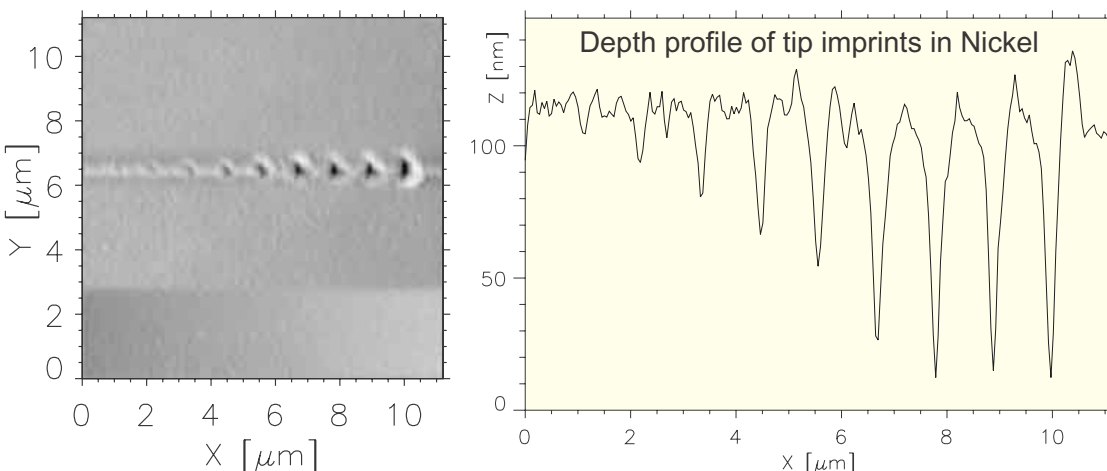 10
8
6
4
2
0
Y [μm]
0 2 4 6 8 10
X [μm]
Depth profile of tip imprints in Nickel
Z [nm]
100
50
0
0 2 4 6 8 10
X [μm]